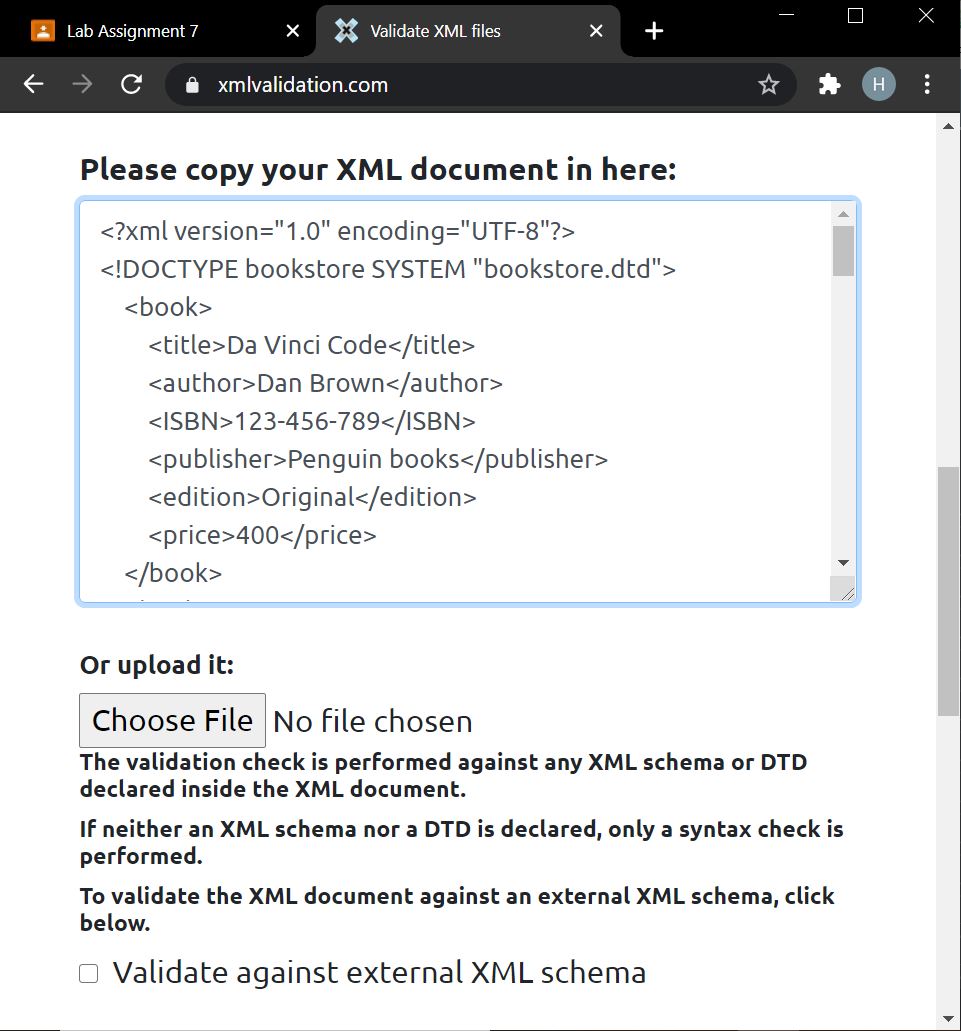 Lab Assignment 7
Validate XML files
xmlvalidation.com
H
Please copy your XML document in here:
<?xml version="1.0" encoding="UTF-8"?>
<!DOCTYPE bookstore SYSTEM "bookstore.dtd">
<book>
<title>Da Vinci Code</title>
<author>Dan Brown</author>
<ISBN>123-456-789</ISBN>
<publisher>Penguin books</publisher>
<edition>Original</edition>
<price>400</price>
</book>
Or upload it:
Choose File No file chosen
The validation check is performed against any XML schema or DTD
declared inside the XML document.
If neither an XML schema nor a DTD is declared, only a syntax check is
performed.
To validate the XML document against an external XML schema, click
below.
Validate against external XML schema